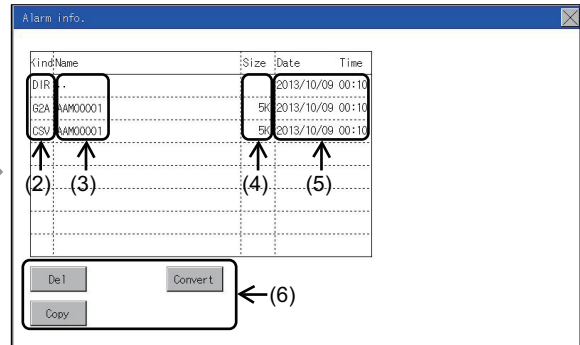 Alarm info.
Kind Name Size Date Time
DIR .. 2013/10/09 00:10
G2A AAM00001 5K 2013/10/09 00:10
CSV AAM00001 5K 2013/10/09 00:10
(2) (3) (4) (5)
Del Convert
(6)
Copy